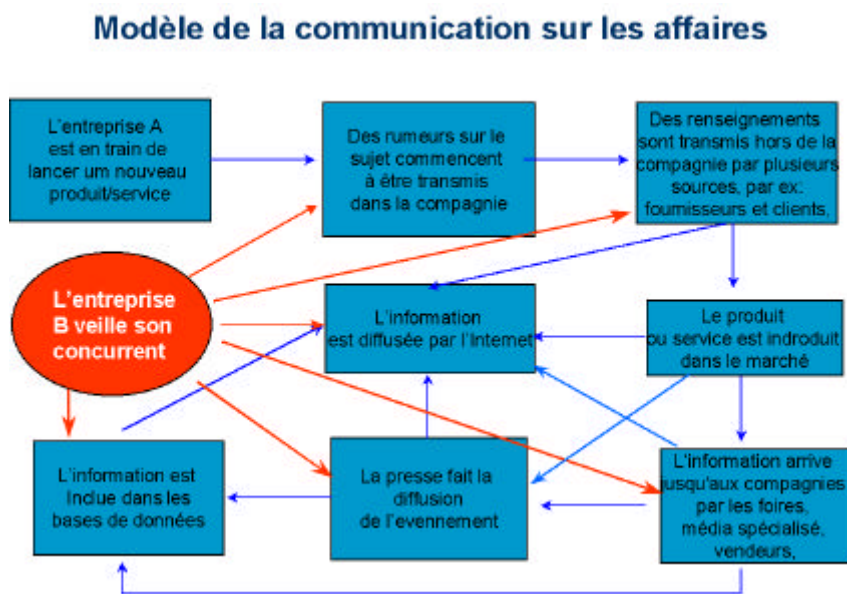 Modèle de la communication sur les affaires
L'entreprise A
est en train de
lancer um nouveau
produit/service
Des rumeurs sur le
sujet commencent
à être transmis
dans la compagnie
Des renseignements
sont transmis hors de la
compagnie par plusieurs
sources, par ex:
fournisseurs et clients,
L'entreprise
B veille son
concurrent
L'information
est diffusée par l'Internet
Le produit
ou service est indroduit
dans le marché
L'information est
Inclue dans les
bases de données
La presse fait la
diffusion
de l'evennement
L'information arrive
jusqu'aux compagnies
par les foires,
média spécialisé,
vendeurs,